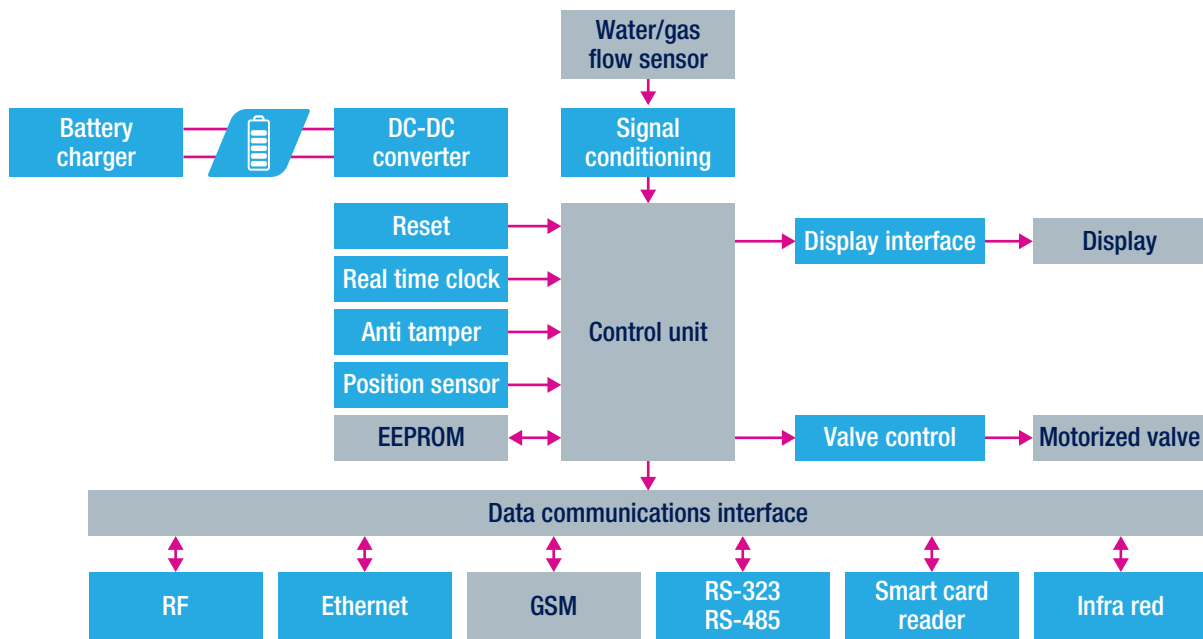 Water/gas
flow sensor
Battery
charger
DC-DC
converter
Signal
conditioning
Reset
Real time clock
Anti tamper
Position sensor
EEPROM
Control unit
Display interface
Display
Valve control
Motorized valve
Data communications interface
RF
Ethernet
GSM
RS-323
RS-485
Smart card
reader
Infra red